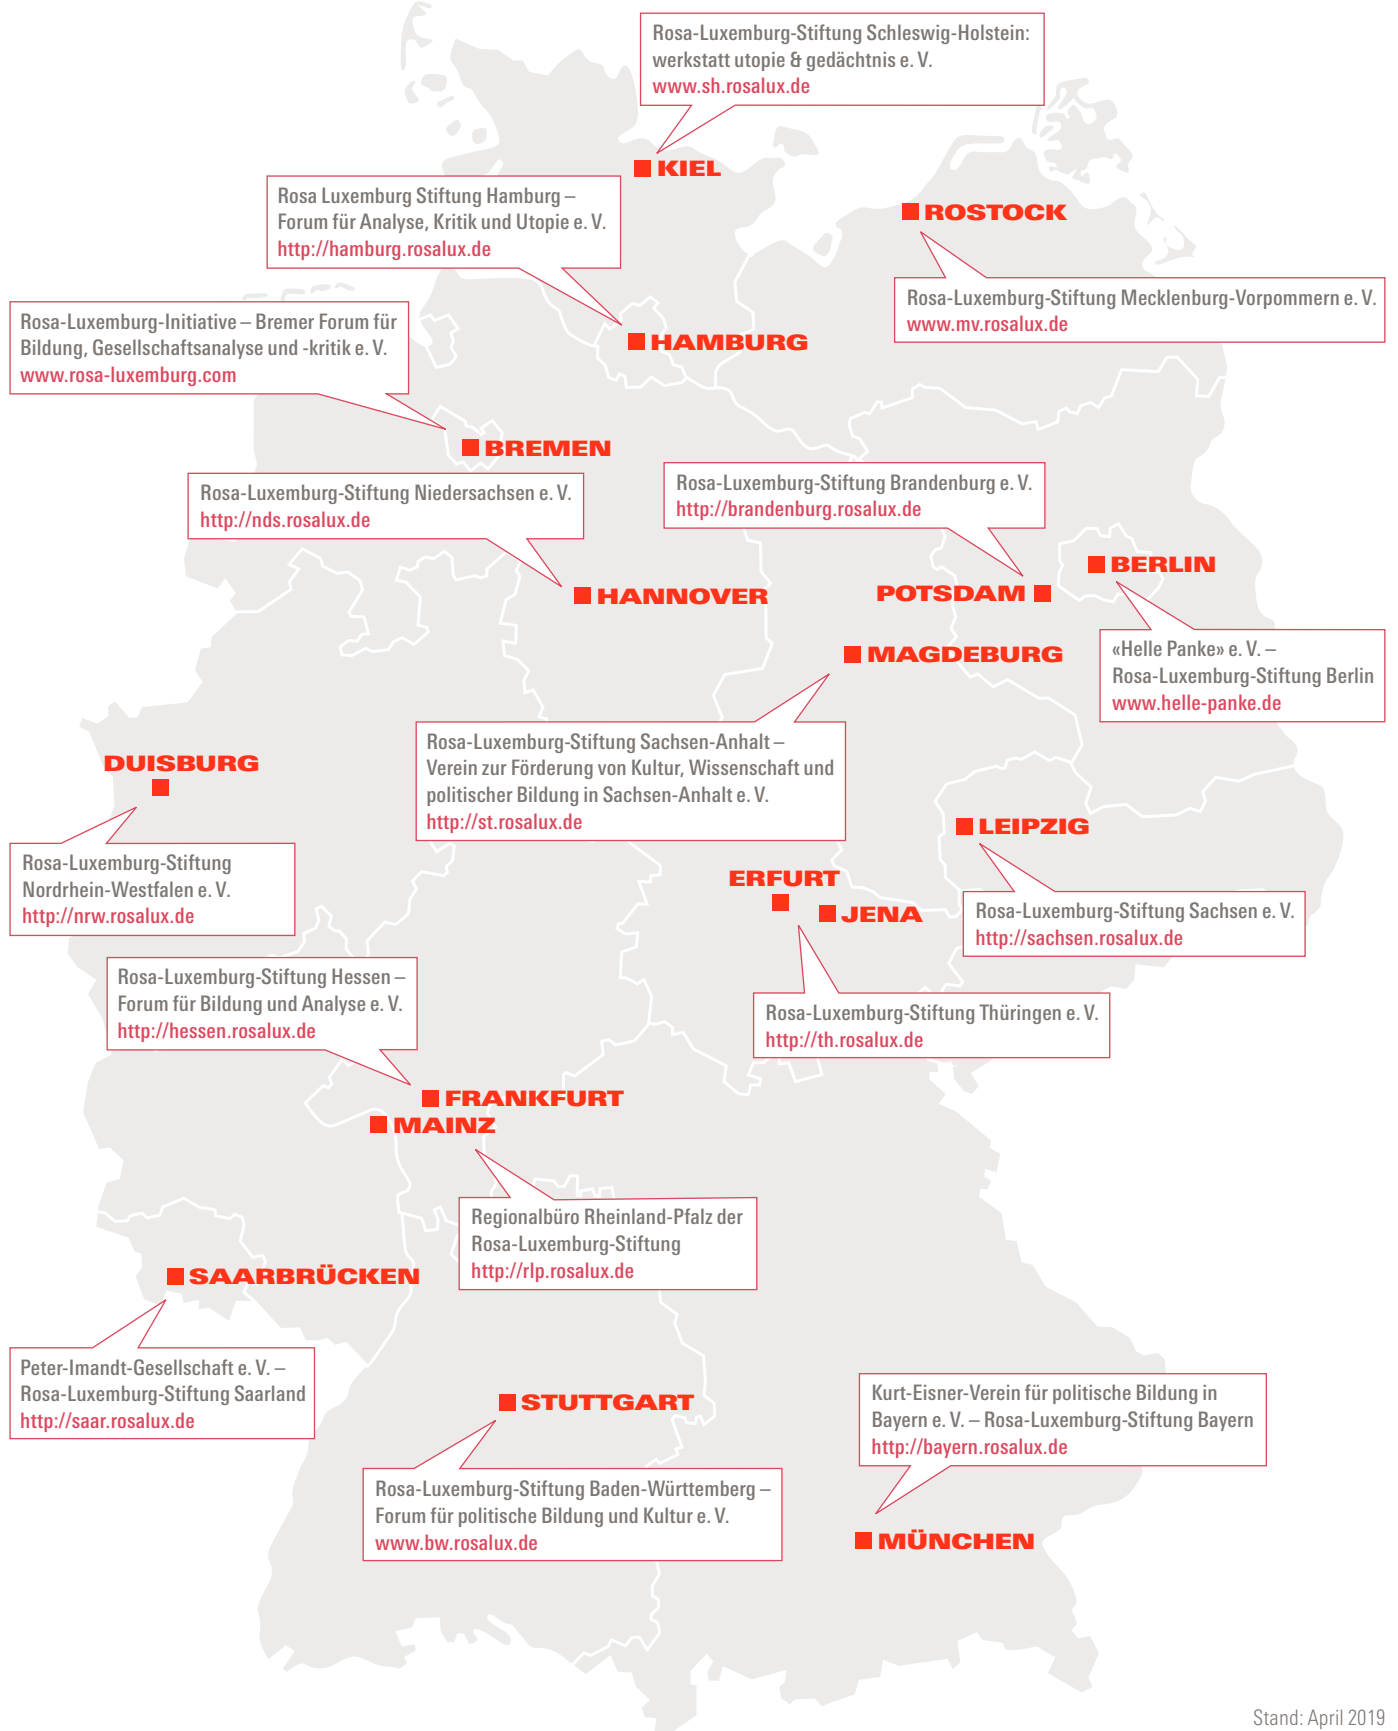 Rosa-Luxemburg-Stiftung Schleswig-Holstein:
werkstatt utopie & gedächtnis e. V.
www.sh.rosalux.de
KIEL
Rosa Luxemburg Stiftung Hamburg –
Forum für Analyse, Kritik und Utopie e. V.
http://hamburg.rosalux.de
ROSTOCK
Rosa-Luxemburg-Stiftung Mecklenburg-Vorpommern e. V.
www.mv.rosalux.de
Rosa-Luxemburg-Initiative – Bremer Forum für
Bildung, Gesellschaftsanalyse und -kritik e. V.
www.rosa-luxemburg.com
HAMBURG
BREMEN
Rosa-Luxemburg-Stiftung Niedersachsen e. V.
http://nds.rosalux.de
Rosa-Luxemburg-Stiftung Brandenburg e. V.
http://brandenburg.rosalux.de
BERLIN
HANNOVER
POTSDAM
«Helle Panke» e. V. –
Rosa-Luxemburg-Stiftung Berlin
www.helle-panke.de
MAGDEBURG
Rosa-Luxemburg-Stiftung Sachsen-Anhalt –
Verein zur Förderung von Kultur, Wissenschaft und
politischer Bildung in Sachsen-Anhalt e. V.
http://st.rosalux.de
DUISBURG
Rosa-Luxemburg-Stiftung
Nordrhein-Westfalen e. V.
http://nrw.rosalux.de
LEIPZIG
ERFURT
JENA
Rosa-Luxemburg-Stiftung Sachsen e. V.
http://sachsen.rosalux.de
Rosa-Luxemburg-Stiftung Hessen –
Forum für Bildung und Analyse e. V.
http://hessen.rosalux.de
Rosa-Luxemburg-Stiftung Thüringen e. V.
http://th.rosalux.de
FRANKFURT
MAINZ
Regionalbüro Rheinland-Pfalz der
Rosa-Luxemburg-Stiftung
http://rlp.rosalux.de
SAARBRÜCKEN
Peter-Imandt-Gesellschaft e. V. –
Rosa-Luxemburg-Stiftung Saarland
http://saar.rosalux.de
STUTTGART
Kurt-Eisner-Verein für politische Bildung in
Bayern e. V. – Rosa-Luxemburg-Stiftung Bayern
http://bayern.rosalux.de
Rosa-Luxemburg-Stiftung Baden-Württemberg –
Forum für politische Bildung und Kultur e. V.
www.bw.rosalux.de
MÜNCHEN
Stand: April 2019